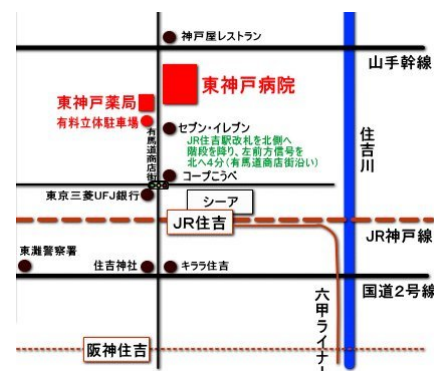 神戸屋レストラン
山手幹線
東神戸病院
東神戸薬局
有料立体駐車場
有馬道商店街
セブン・イレブン
JR住吉駅改札を北側へ
階段を降り、左前方信号を
北へ4分(有馬道商店街沿い)
住吉川
コープこうべ
東京三菱UFJ銀行
シーア
JR住吉
JR神戸線
東灘警察署
住吉神社
キララ住吉
国道2号線
六甲ライナー
阪神住吉